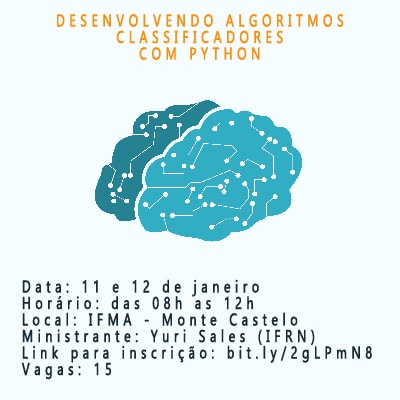 DESENVOLVENDO ALGORITMOS
CLASSIFICADORES
COM PYTHON
Data: 11 e 12 de janeiro
Horário: das 08h as 12h
Local: IFMA - Monte Castelo
Ministrante: Yuri Sales (IFRN)
Link para inscrição: bit.ly/2gLPmN8
Vagas: 15